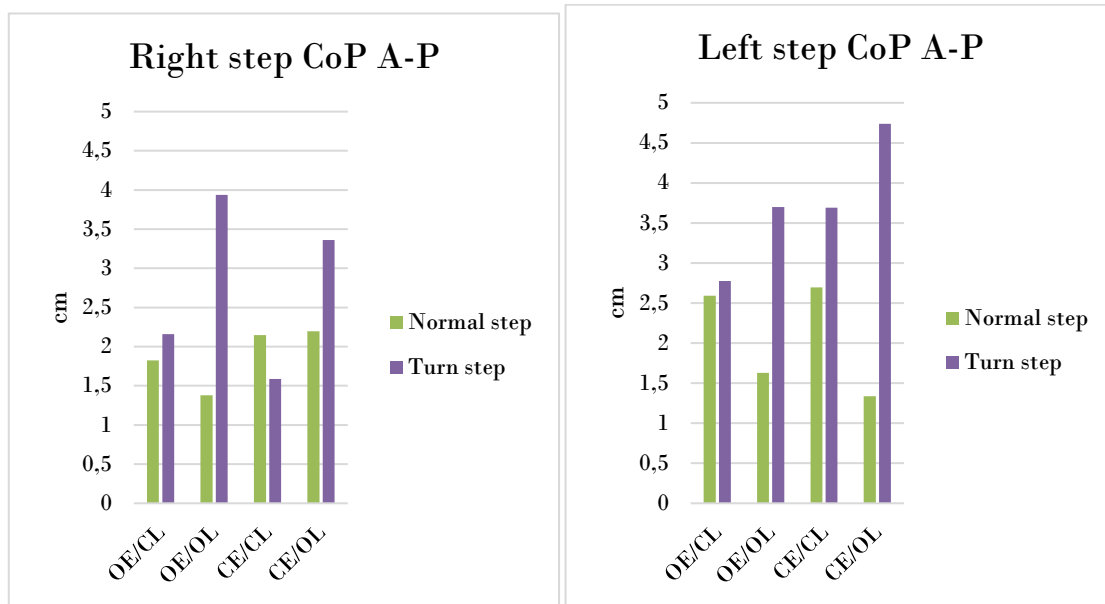 Right step CoP A-P
5
4,5
4
3,5
3
2,5
2
1,5
1
0,5
0
cm
OE/CL
OE/OL
CE/CL
CE/OL
Normal step
Turn step
Left step CoP A-P
5
4,5
4
3,5
3
2,5
2
1,5
1
0,5
0
cm
OE/CL
OE/OL
CE/CL
CE/OL
Normal step
Turn step